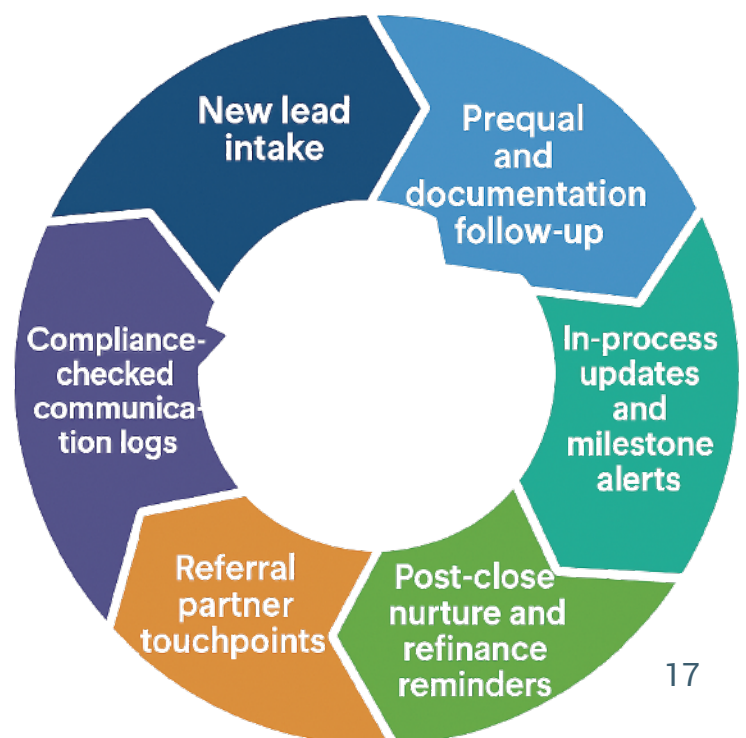 New lead
intake
Prequal
and
documentation
follow-up
In-process
updates
and
milestone
alerts
Post-close
nurture and
refinance
reminders
Referral
partner
touchpoints
Compliance-
checked
communica-
tion logs
17